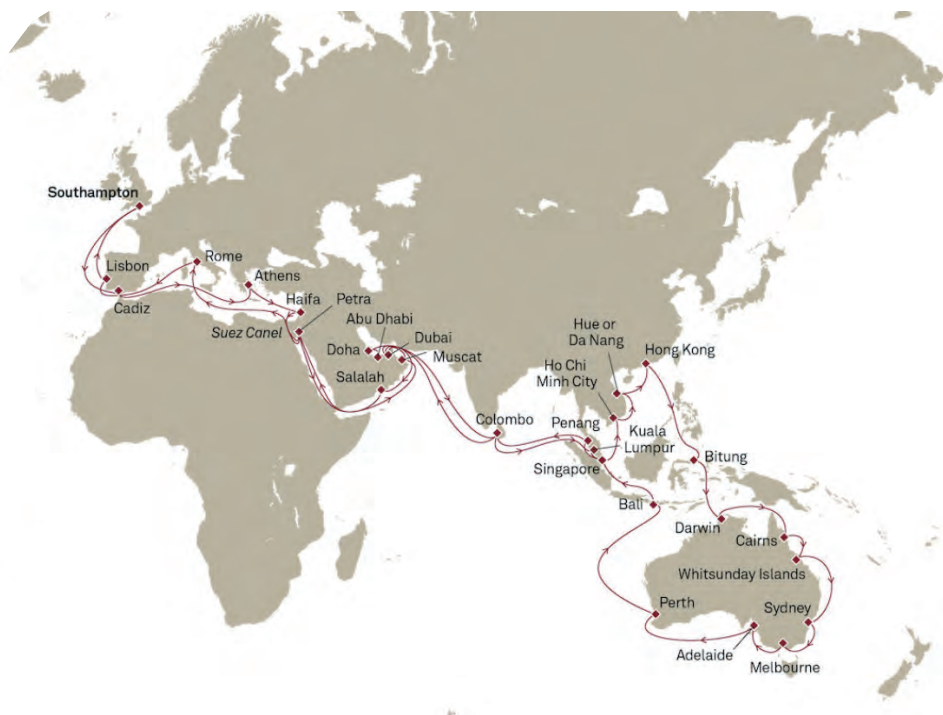 Southampton
Lisbon
Rome
Athens
Cadiz
Haifa
Petra
Suez Canel
Abu Dhabi
Doha
Dubai
Muscat
Salalah
Hue or
Da Nang
Hong Kong
Ho Chi
Minh City
Colombo
Penang
Kuala
Lumpur
Singapore
Bitung
Bali
Darwin
Cairns
Whitsunday Islands
Perth
Sydney
Adelaide
Melbourne